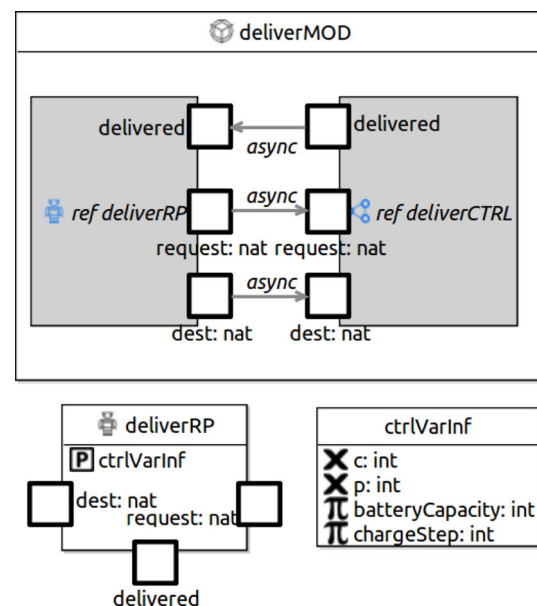 deliverMOD
delivered delivered
async
async
ref deliverRP ref deliverCTRL
request: nat request: nat
async
dest: nat dest: nat
deliverRP
P ctrlVarInf
dest: nat
request: nat
delivered
ctrlVarInf
X c: int
X p: int
π batteryCapacity: int
π chargeStep: int